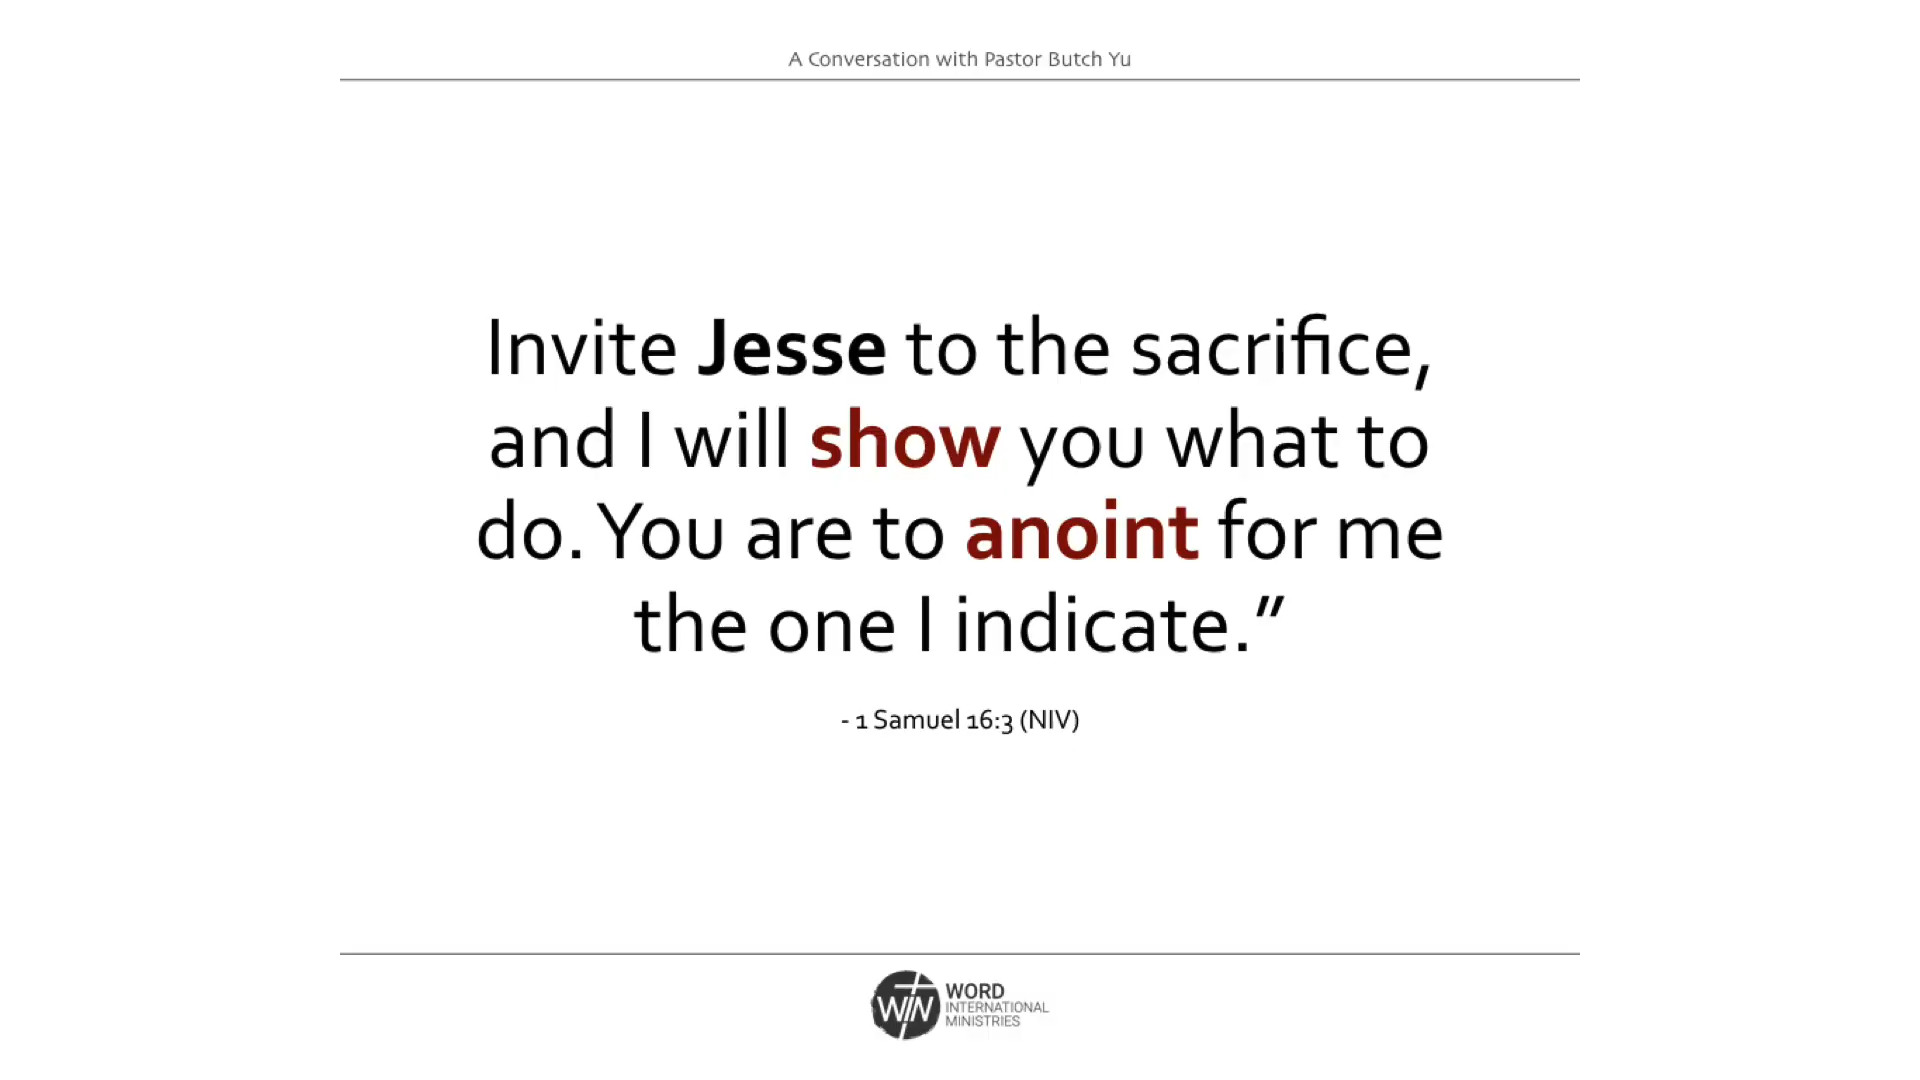 A Conversation with Pastor Butch Yu
Invite Jesse to the sacrifice,
and I will show you what to
do. You are to anoint for me
the one I indicate.”
- 1 Samuel 16:3 (NIV)
WIN
WORD
INTERNATIONAL
MINISTRIES